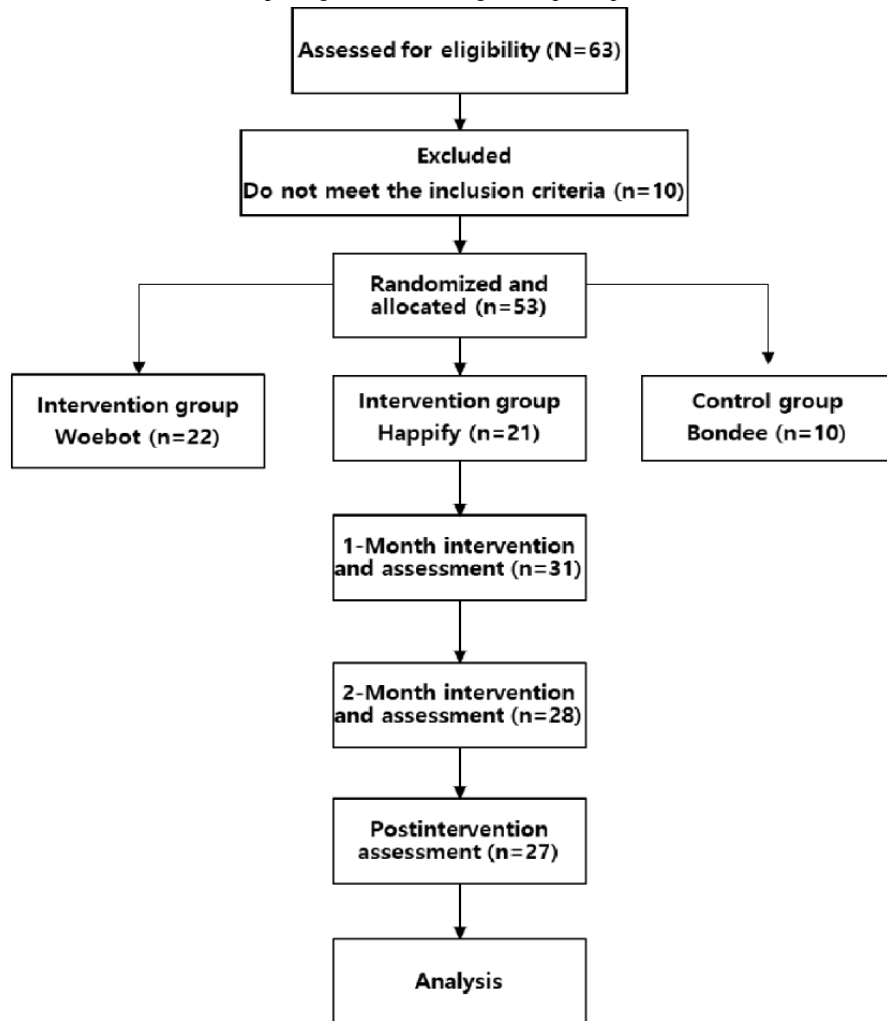 Assessed for eligibility (N=63)
Excluded
Do not meet the inclusion criteria (n=10)
Randomized and
allocated (n=53)
Intervention group
Woebot (n=22)
Intervention group
Happify (n=21)
Control group
Bondee (n=10)
1-Month intervention
and assessment (n=31)
2-Month intervention
and assessment (n=28)
Postintervention
assessment (n=27)
Analysis